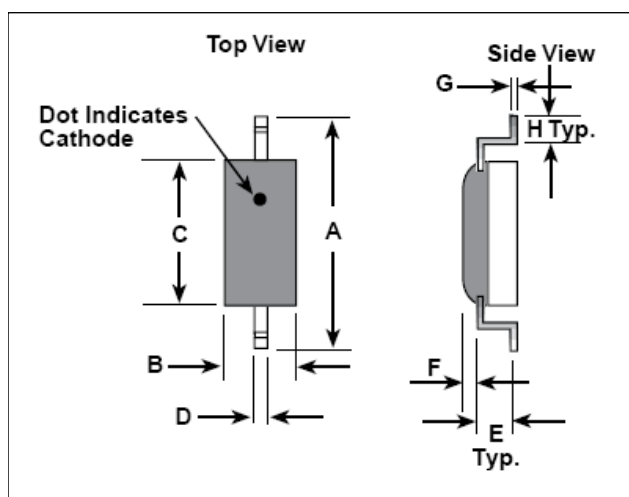 Top View
Side View
G
Dot Indicates
Cathode
H Typ.
C
A
B
F
D
E
Typ.